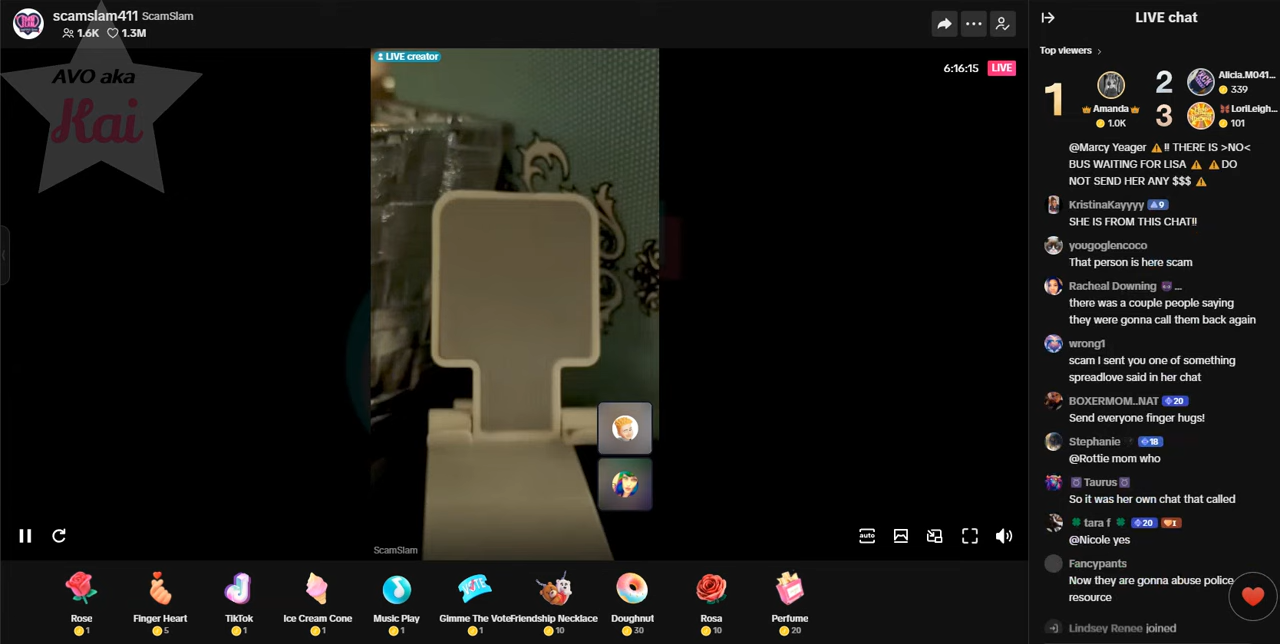 scamslam411 ScamSlam
1.6K 1.3M
AVO aka
Kai
LIVE creator
6:16:15 LIVE
ScamSlam
auto
Rose
1
Finger Heart
5
TikTok
1
Ice Cream Cone
1
Music Play
1
Gimme The Vote
1
Friendship Necklace
10
Doughnut
30
Rosa
10
Perfume
20
LIVE chat
Top viewers >
1
Amanda
1.0K
2
Alicia.M041...
339
3
LoriLeigh...
101
@Marcy Yeager ⚠️‼️ THERE IS >NO<
BUS WAITING FOR LISA ⚠️ ⚠️ DO
NOT SEND HER ANY $$$ ⚠️
KristinaKayyyy 9
SHE IS FROM THIS CHAT!!
yougoglencoco
That person is here scam
Racheal Downing ...
there was a couple people saying
they were gonna call them back again
wrong1
scam I sent you one of something
spreadlove said in her chat
BOXERMOM..NAT 20
Send everyone finger hugs!
Stephanie 18
@Rottie mom who
Taurus
So it was her own chat that called
🍀 tara f 🍀 20 I
@Nicole yes
Fancypants
Now they are gonna abuse police
resource
Lindsey Renee joined